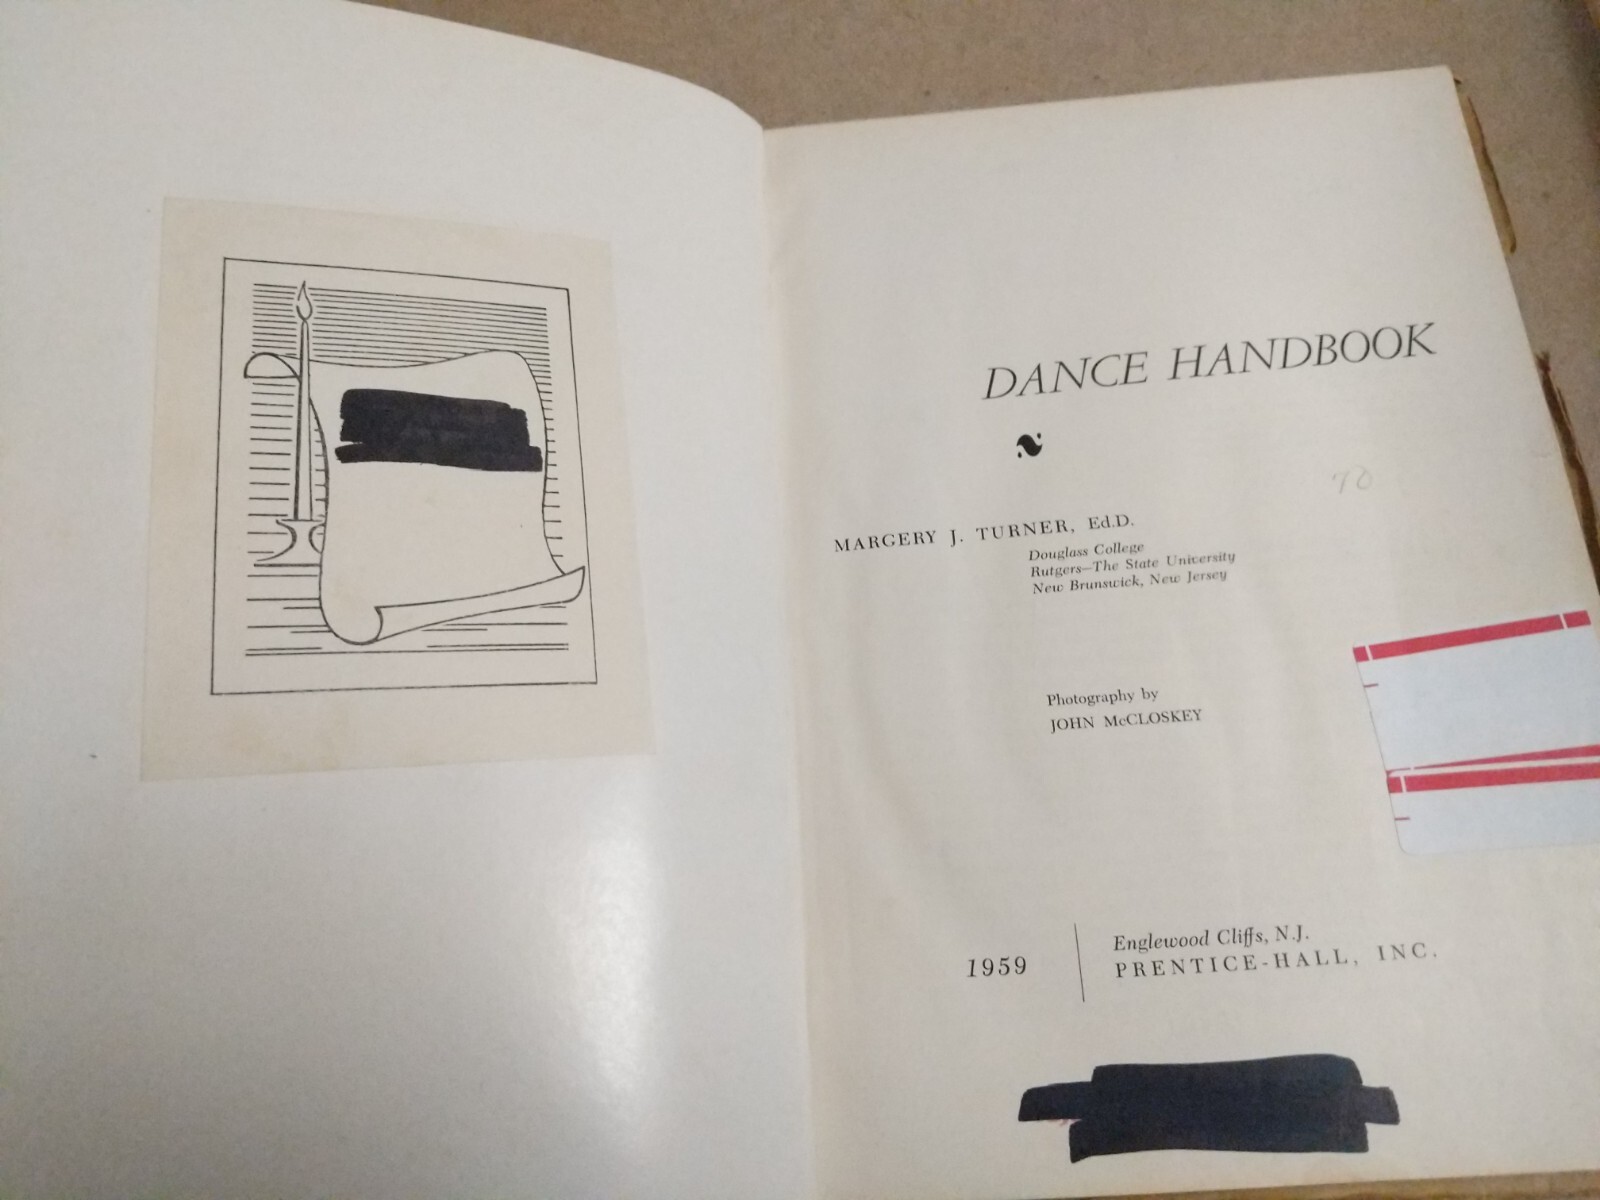 DANCE HANDBOOK
70
MARGERY J. TURNER, Ed.D.
Douglass College
Rutgers—The State University
New Brunswick, New Jersey
Photography by
JOHN McCLOSKEY
1959
Englewood Cliffs, N.J.
PRENTICE-HALL, INC.